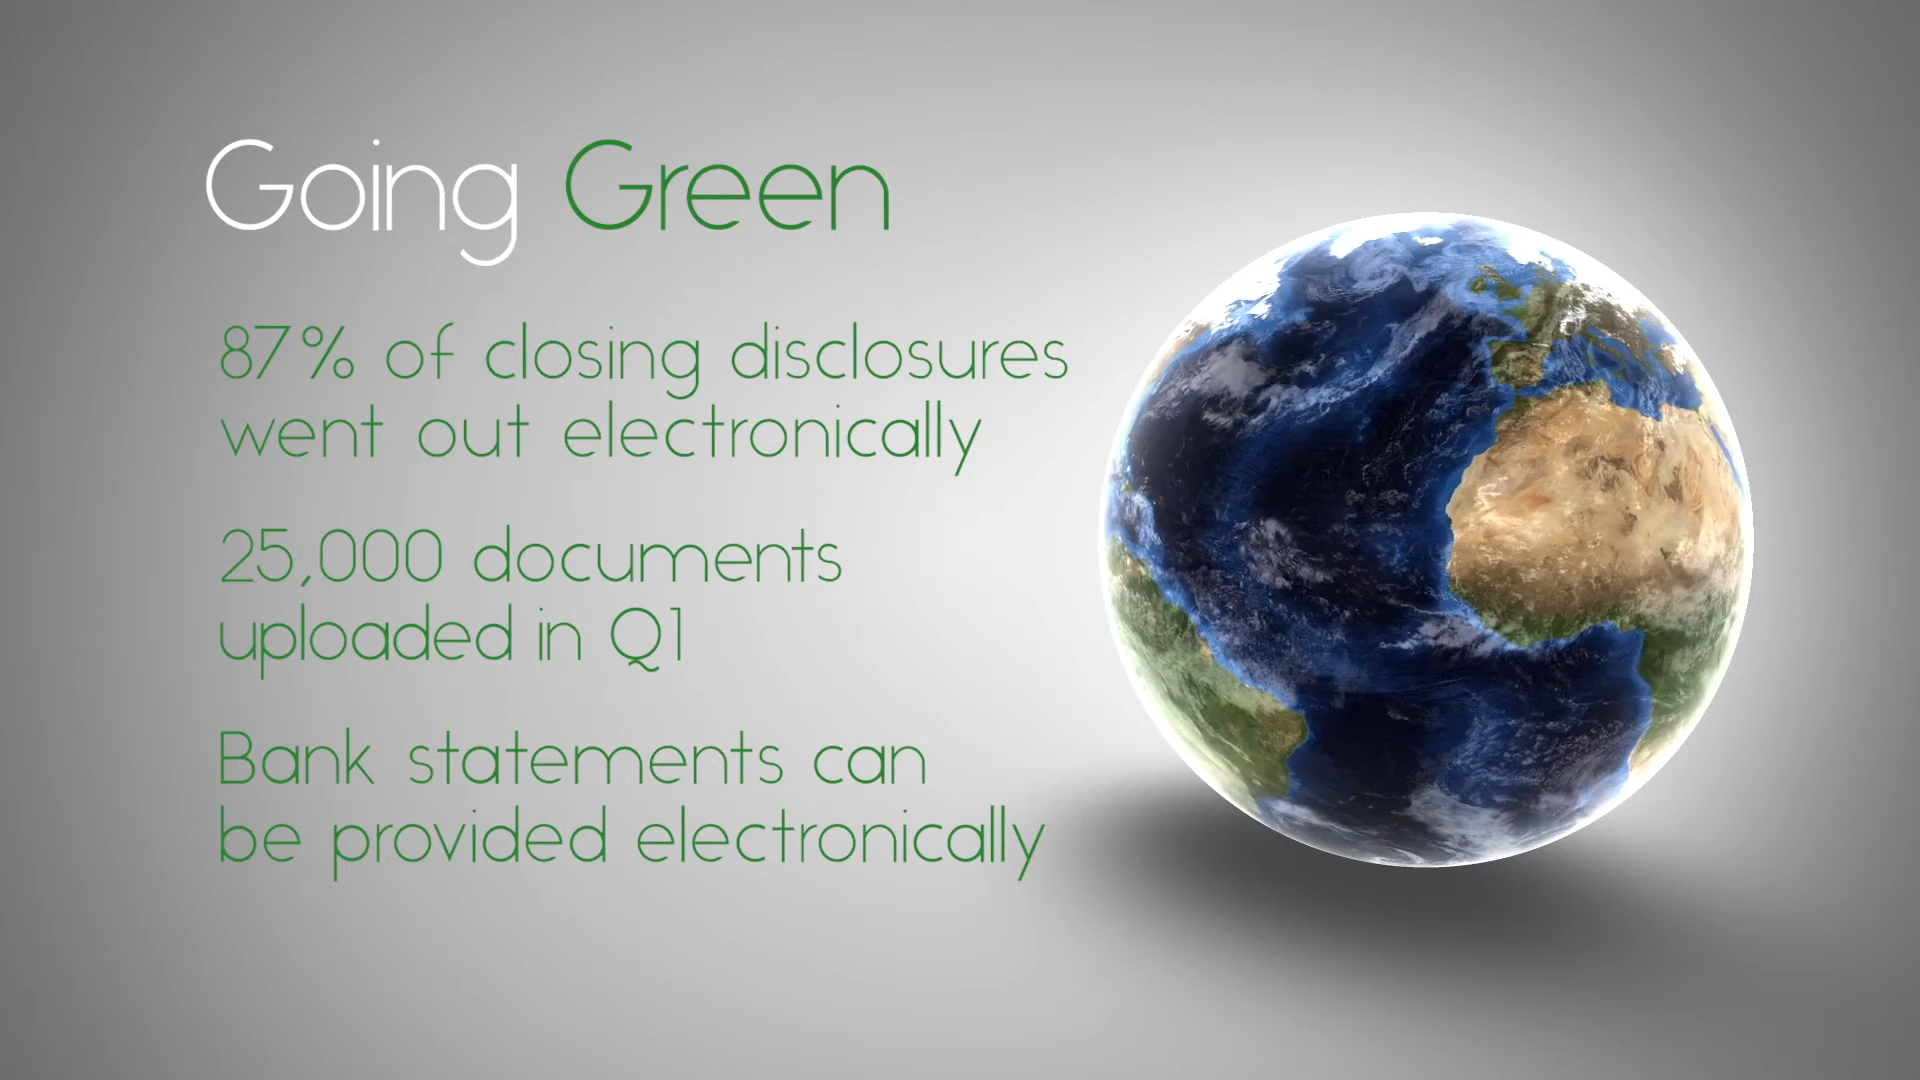 Going Green
87% of closing disclosures
went out electronically
25,000 documents
uploaded in Q1
Bank statements can
be provided electronically